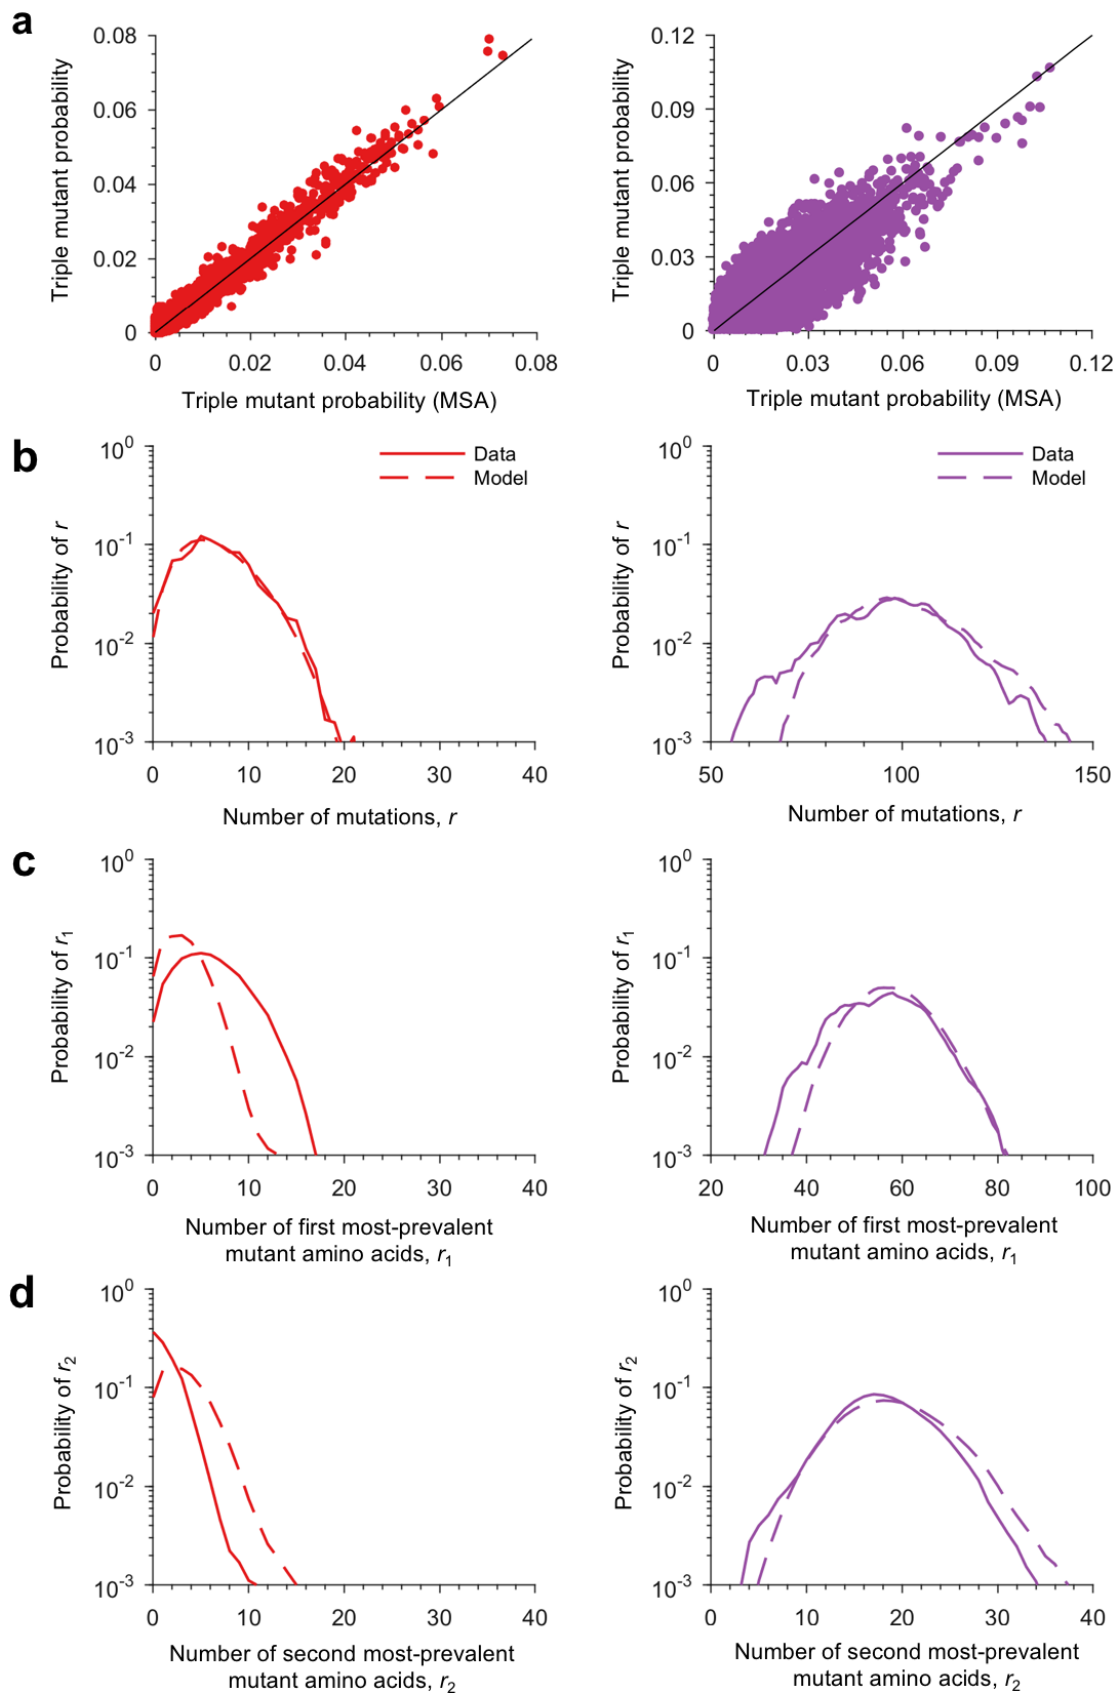 a
0.08
0.06
0.04
0.02
0
Triple mutant probability
0
0.02
0.04
0.06
0.08
Triple mutant probability (MSA)
0.12
0.09
0.06
0.03
0
Triple mutant probability
0
0.03
0.06
0.09
0.12
Triple mutant probability (MSA)
b
10^0
10^-1
10^-2
10^-3
Probability of r
Data
Model
0
10
20
30
40
Number of mutations, r
10^0
10^-1
10^-2
10^-3
Probability of r
Data
Model
50
100
150
Number of mutations, r
c
10^0
10^-1
10^-2
10^-3
Probability of r₁
0
10
20
30
40
Number of first most-prevalent
mutant amino acids, r₁
10^0
10^-1
10^-2
10^-3
Probability of r₁
20
40
60
80
100
Number of first most-prevalent
mutant amino acids, r₁
d
10^0
10^-1
10^-2
10^-3
Probability of r₂
0
10
20
30
40
Number of second most-prevalent
mutant amino acids, r₂
10^0
10^-1
10^-2
10^-3
Probability of r₂
0
10
20
30
40
Number of second most-prevalent
mutant amino acids, r₂